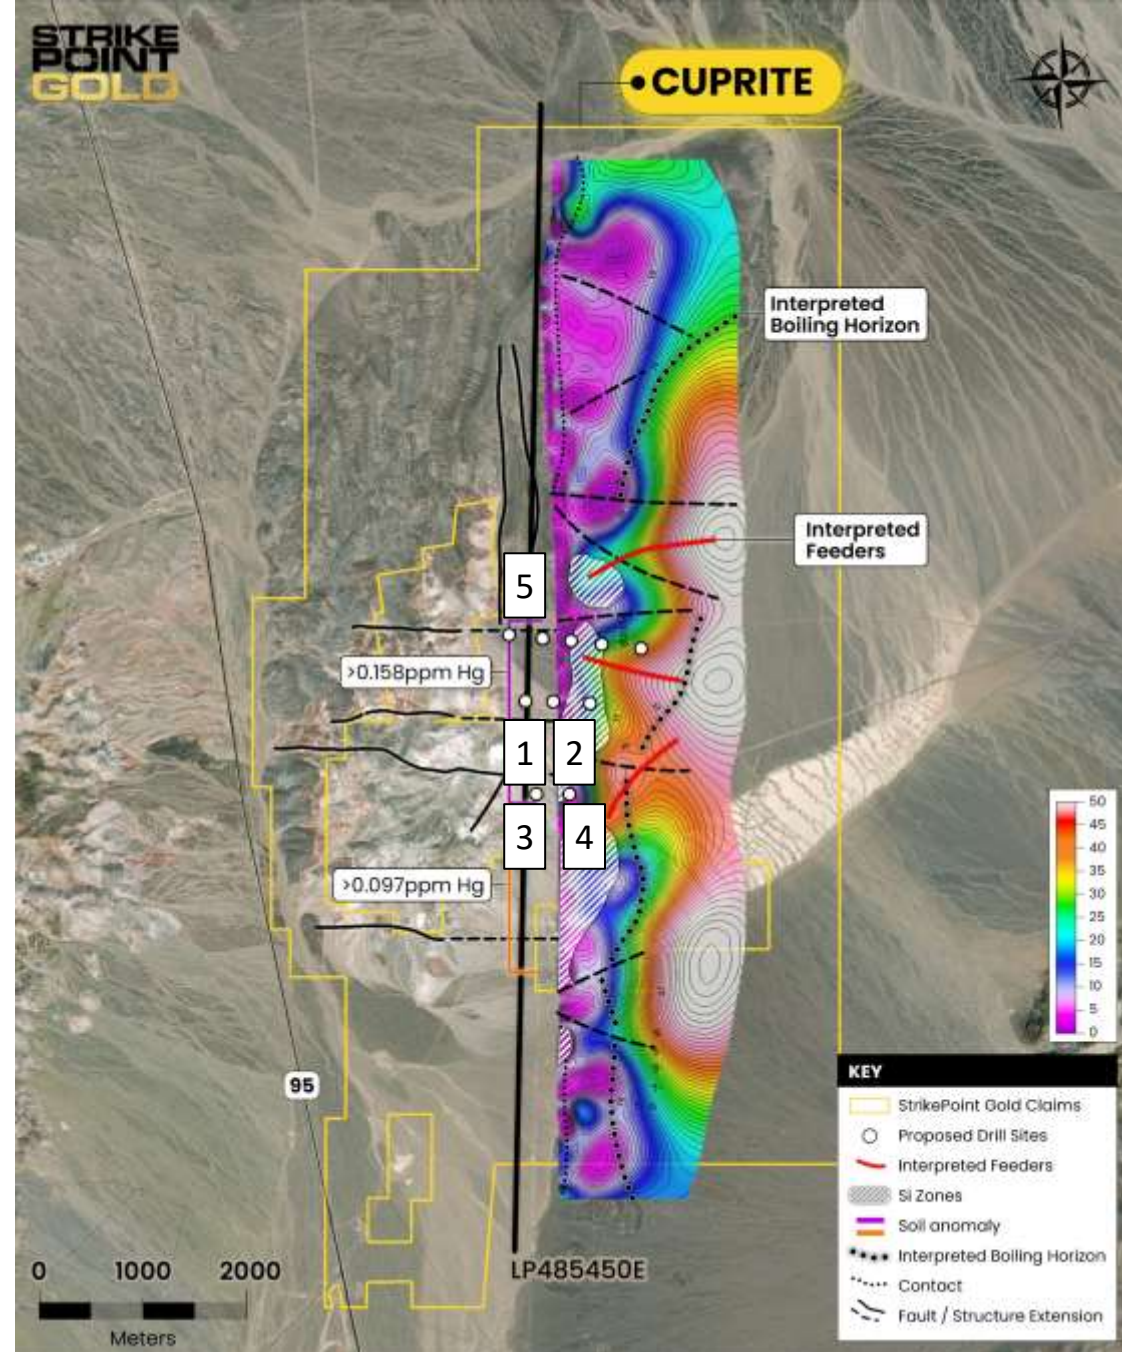 STRIKE
POINT
GOLD
CUPRITE
Interpreted
Boiling Horizon
Interpreted
Feeders
5
>0.158ppm Hg
1
2
3
4
>0.097ppm Hg
50
45
40
35
30
25
20
15
10
5
0
95
KEY
StrikePoint Gold Claims
Proposed Drill Sites
Interpreted Feeders
Si Zones
Soil anomaly
Interpreted Boiling Horizon
Contact
Fault / Structure Extension
LP485450E
0 1000 2000
Meters